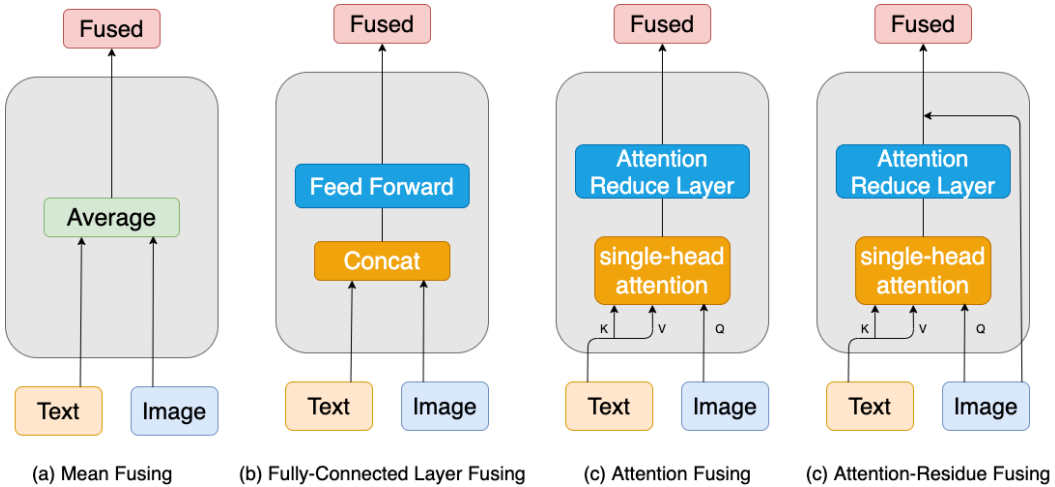 Fused
Fused
Fused
Fused
Average
Feed Forward
Concat
Attention
Reduce Layer
single-head
attention
K
V
Q
Attention
Reduce Layer
single-head
attention
K
V
Q
Text
Image
Text
Image
Text
Image
Text
Image
(a) Mean Fusing
(b) Fully-Connected Layer Fusing
(c) Attention Fusing
(c) Attention-Residue Fusing